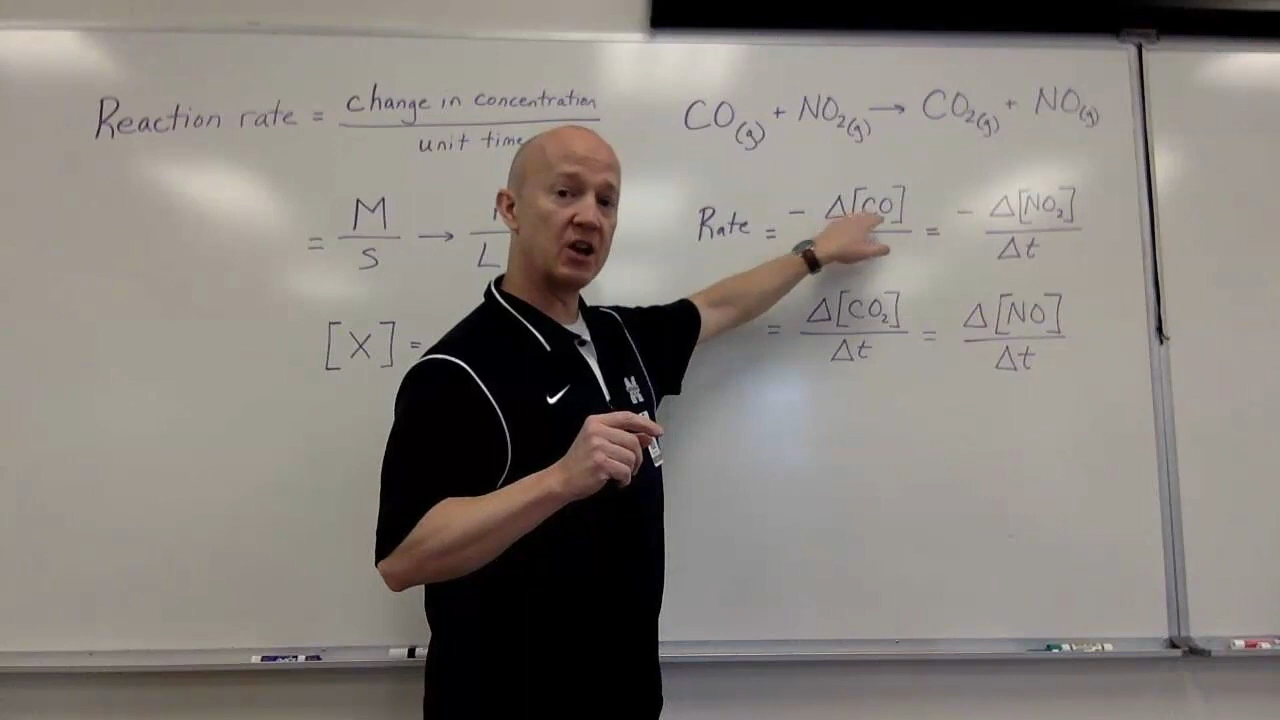 Reaction rate = change in concentration / unit time
= M/S → L
[X] =
CO(g) + NO₂(g) → CO₂(g) + NO(g)
Rate = - Δ[CO] = - Δ[NO₂]/Δt
= Δ[CO₂]/Δt = Δ[NO]/Δt